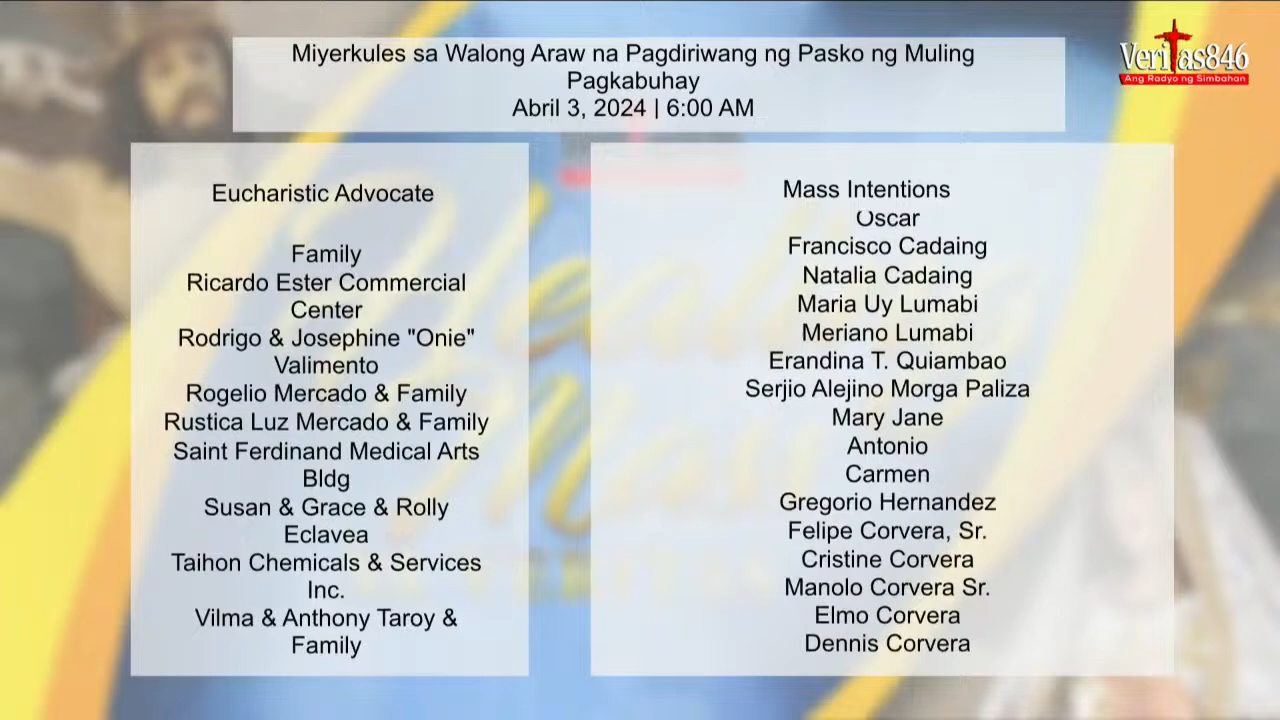 Miyerkules sa Walong Araw na Pagdiriwang ng Pasko ng Muling
Pagkabuhay
Abril 3, 2024 | 6:00 AM
Veritas846
Ang Radyo ng Simbahan
Eucharistic Advocate
Family
Ricardo Ester Commercial
Center
Rodrigo & Josephine "Onie"
Valimento
Rogelio Mercado & Family
Rustica Luz Mercado & Family
Saint Ferdinand Medical Arts
Bldg
Susan & Grace & Rolly
Eclavea
Taihon Chemicals & Services
Inc.
Vilma & Anthony Taroy &
Family
Mass Intentions
Oscar
Francisco Cadaing
Natalia Cadaing
Maria Uy Lumabi
Meriano Lumabi
Erandina T. Quiambao
Serjio Alejino Morga Paliza
Mary Jane
Antonio
Carmen
Gregorio Hernandez
Felipe Corvera, Sr.
Cristine Corvera
Manolo Corvera Sr.
Elmo Corvera
Dennis Corvera